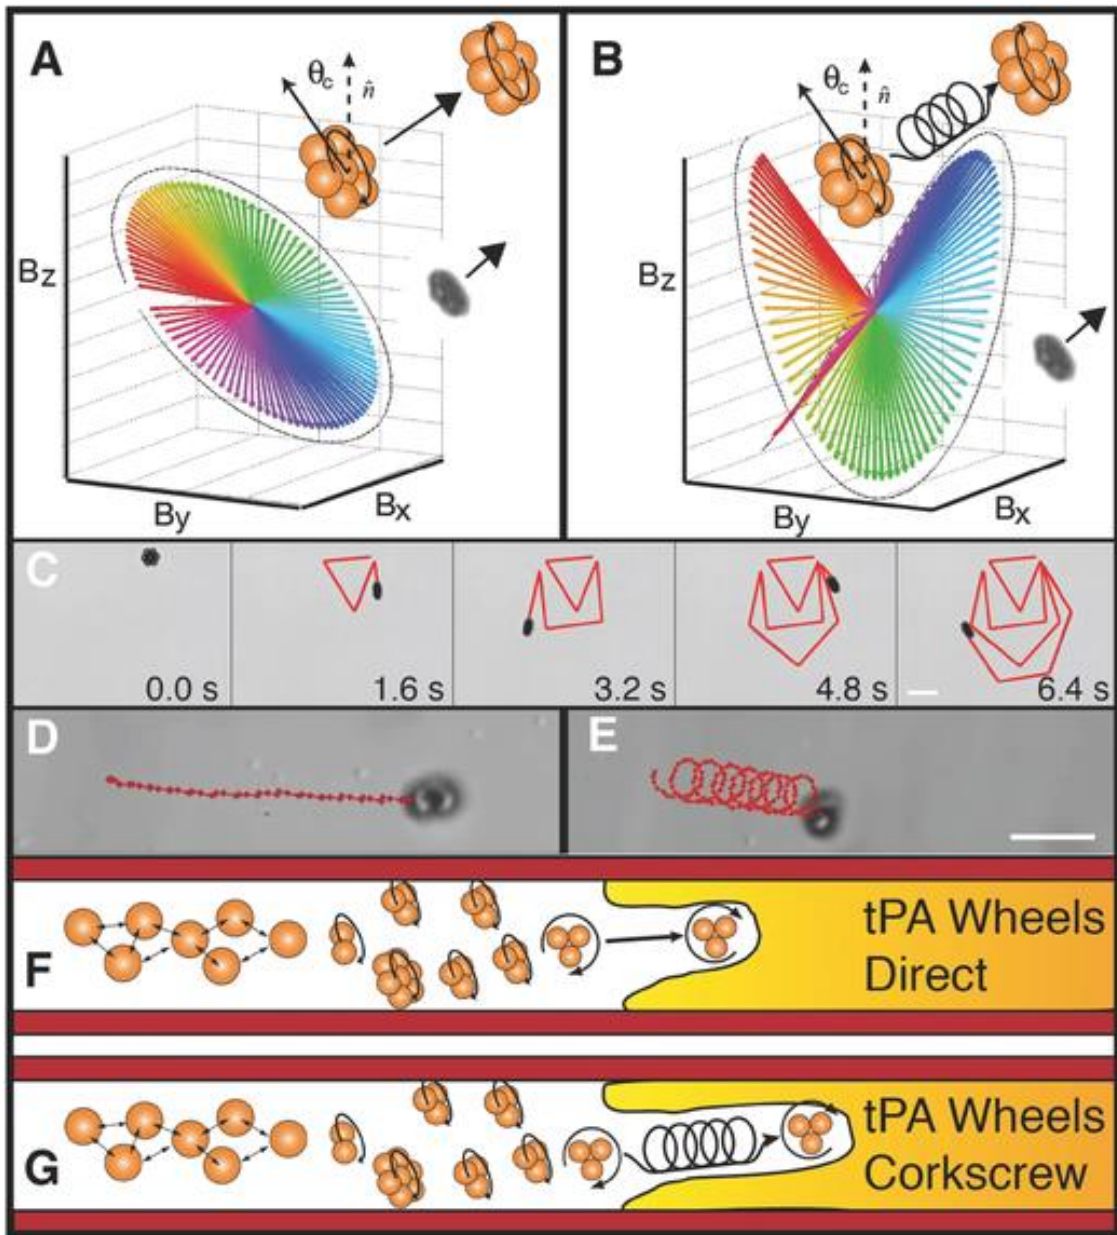 A
θc
n̂
Bz
By
Bx
B
θc
n̂
Bz
By
Bx
C
0.0 s
1.6 s
3.2 s
4.8 s
6.4 s
D
E
F
tPA Wheels
Direct
G
tPA Wheels
Corkscrew